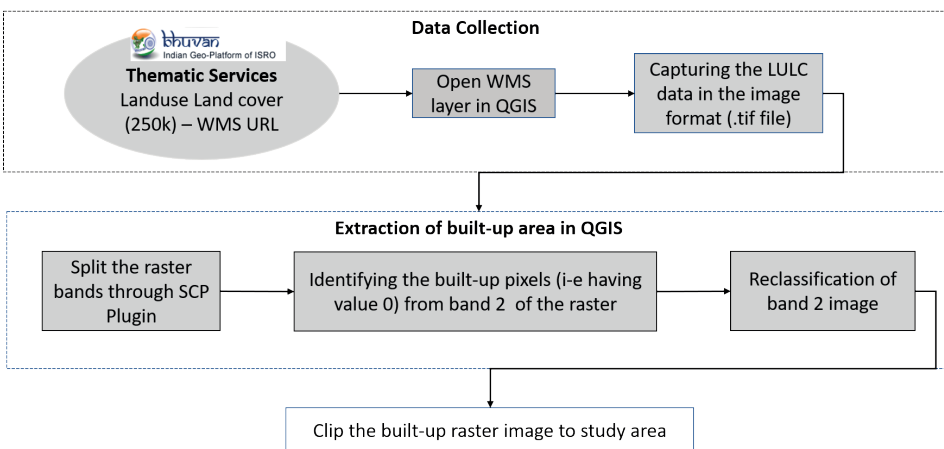 Data Collection
bhuvan
Indian Geo-Platform of ISRO
Thematic Services
Landuse Land cover
(250k) – WMS URL
Open WMS
layer in QGIS
Capturing the LULC
data in the image
format (.tif file)
Extraction of built-up area in QGIS
Split the raster
bands through SCP
Plugin
Identifying the built-up pixels (i-e having
value 0) from band 2 of the raster
Reclassification of
band 2 image
Clip the built-up raster image to study area